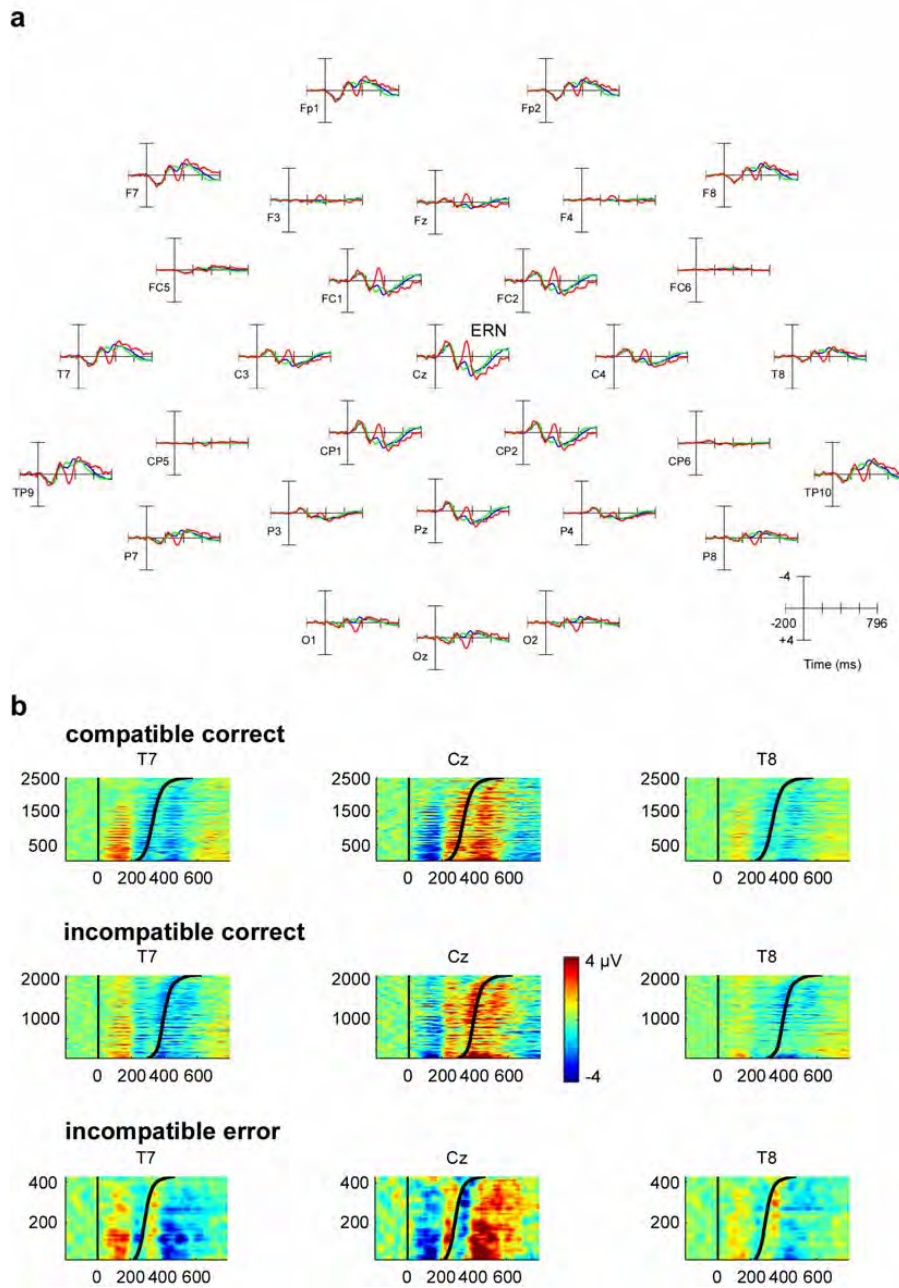 a
Fp1 Fp2
F7 F3 Fz F4 F8
FC5 FC1 FC2 FC6
ERN
T7 C3 Cz C4 T8
CP5 CP1 CP2 CP6
TP9 TP10
P7 P3 Pz P4 P8
O1 Oz O2
-4
-200 796
+4
Time (ms)
b
compatible correct
T7 Cz T8
2500 2500 2500
1500 1500 1500
500 500 500
0 200 400 600 0 200 400 600 0 200 400 600
incompatible correct
T7 Cz T8
4 µV
2000 2000 2000
1000 1000 1000
-4
0 200 400 600 0 200 400 600 0 200 400 600
incompatible error
T7 Cz T8
400 400 400
200 200 200
0 200 400 600 0 200 400 600 0 200 400 600